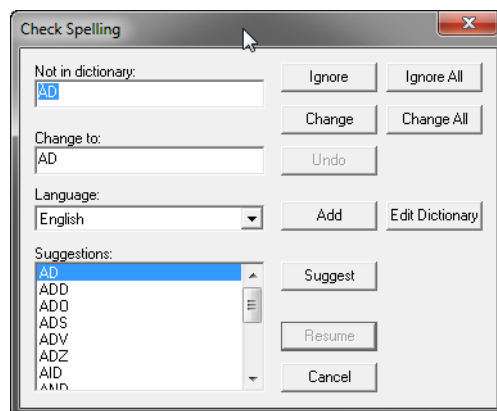 Check Spelling
Not in dictionary:
AD
Ignore
Ignore All
Change
Change All
Change to:
AD
Undo
Language:
English
Add
Edit Dictionary
Suggestions:
AD
ADD
ADO
ADS
ADV
ADZ
AID
AND
Suggest
Resume
Cancel